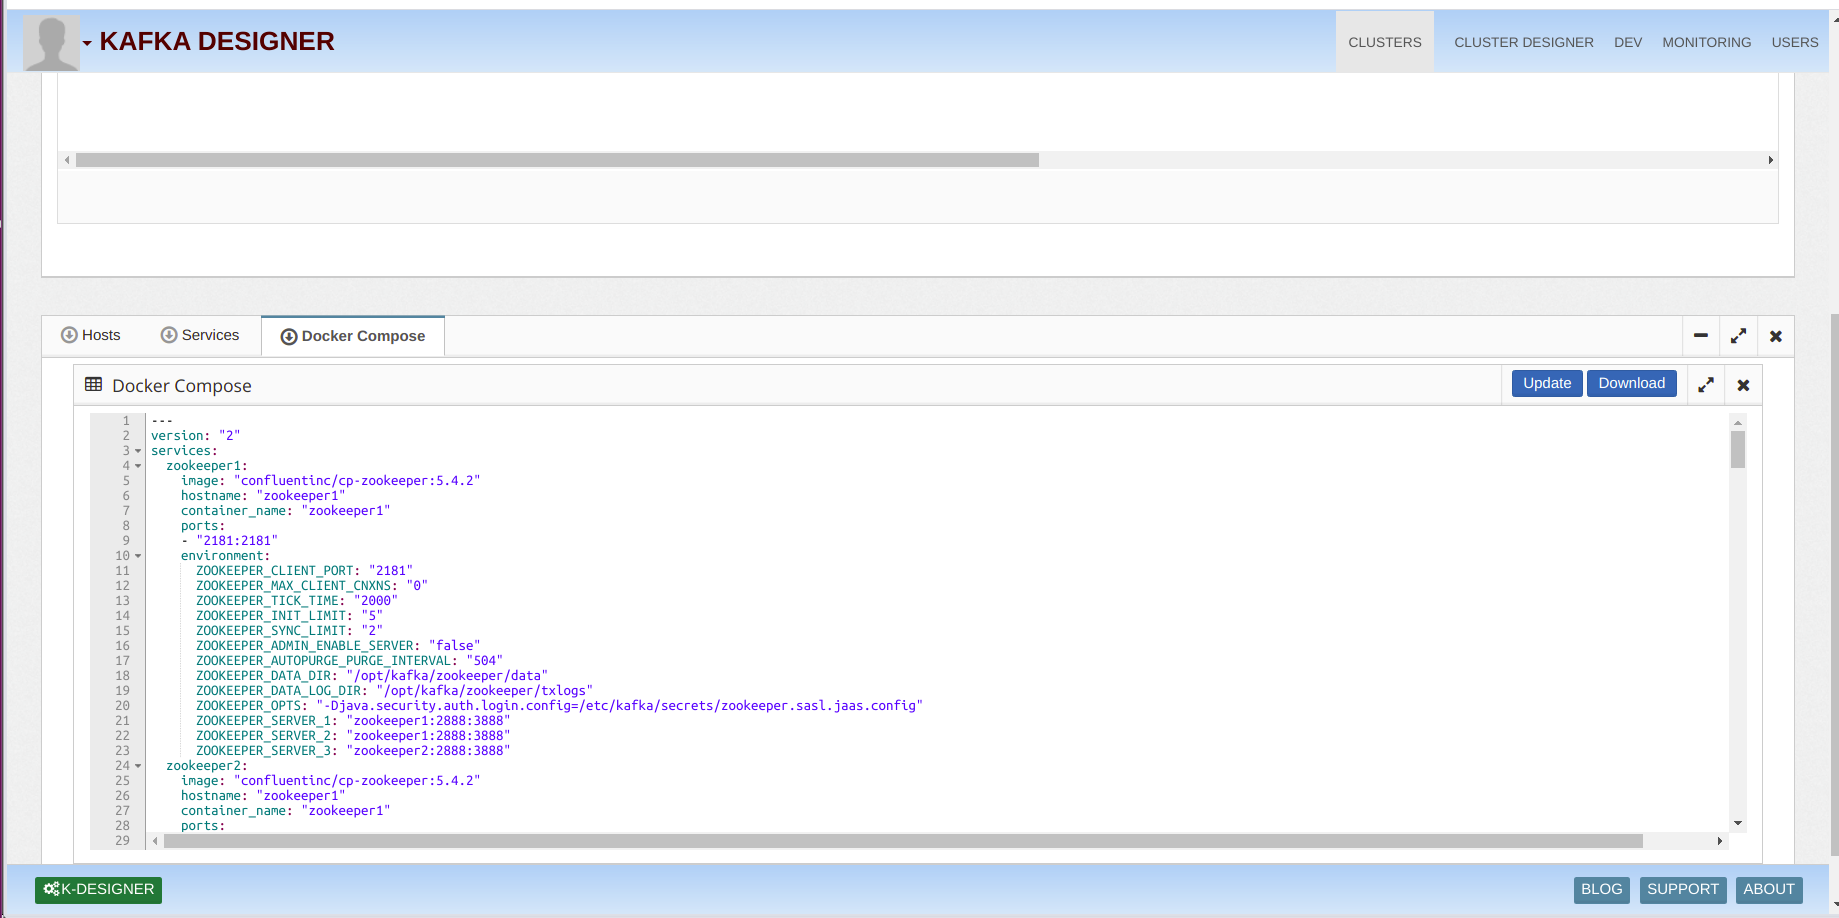 KAFKA DESIGNER
CLUSTERS CLUSTER DESIGNER DEV MONITORING USERS
Hosts Services Docker Compose
Docker Compose Update Download
1 ---
2 version: "2"
3 services:
4 zookeeper1:
5 image: "confluentinc/cp-zookeeper:5.4.2"
6 hostname: "zookeeper1"
7 container_name: "zookeeper1"
8 ports:
9 - "2181:2181"
10 environment:
11 ZOOKEEPER_CLIENT_PORT: "2181"
12 ZOOKEEPER_MAX_CLIENT_CNXNS: "0"
13 ZOOKEEPER_TICK_TIME: "2000"
14 ZOOKEEPER_INIT_LIMIT: "5"
15 ZOOKEEPER_SYNC_LIMIT: "2"
16 ZOOKEEPER_ADMIN_ENABLE_SERVER: "false"
17 ZOOKEEPER_AUTOPURGE_PURGE_INTERVAL: "504"
18 ZOOKEEPER_DATA_DIR: "/opt/kafka/zookeeper/data"
19 ZOOKEEPER_DATA_LOG_DIR: "/opt/kafka/zookeeper/txlogs"
20 ZOOKEEPER_OPTS: "-Djava.security.auth.login.config=/etc/kafka/secrets/zookeeper.sasl.jaas.config"
21 ZOOKEEPER_SERVER_1: "zookeeper1:2888:3888"
22 ZOOKEEPER_SERVER_2: "zookeeper1:2888:3888"
23 ZOOKEEPER_SERVER_3: "zookeeper2:2888:3888"
24 zookeeper2:
25 image: "confluentinc/cp-zookeeper:5.4.2"
26 hostname: "zookeeper1"
27 container_name: "zookeeper1"
28 ports:
29
K-DESIGNER BLOG SUPPORT ABOUT